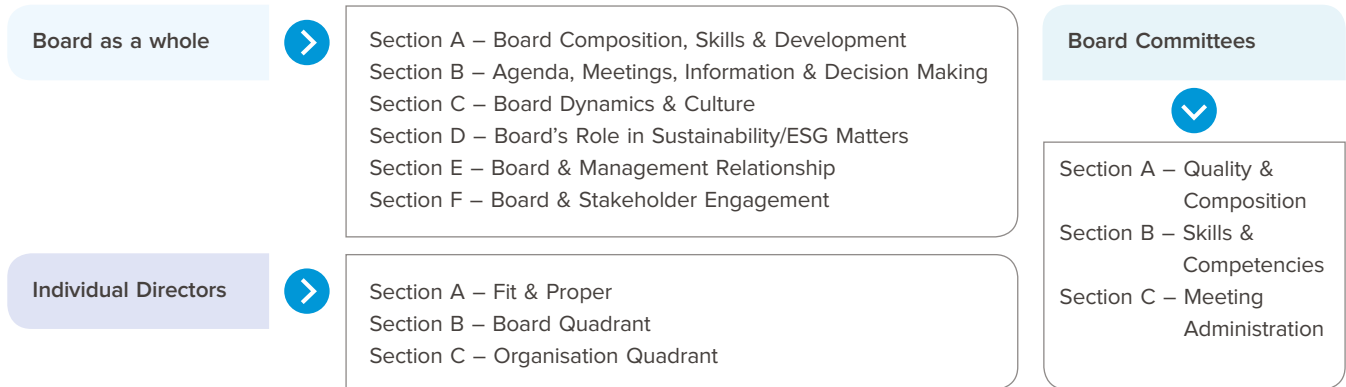 Board as a whole
Section A – Board Composition, Skills & Development
Section B – Agenda, Meetings, Information & Decision Making
Section C – Board Dynamics & Culture
Section D – Board’s Role in Sustainability/ESG Matters
Section E – Board & Management Relationship
Section F – Board & Stakeholder Engagement
Individual Directors
Section A – Fit & Proper
Section B – Board Quadrant
Section C – Organisation Quadrant
Board Committees
Section A – Quality &
Composition
Section B – Skills &
Competencies
Section C – Meeting
Administration